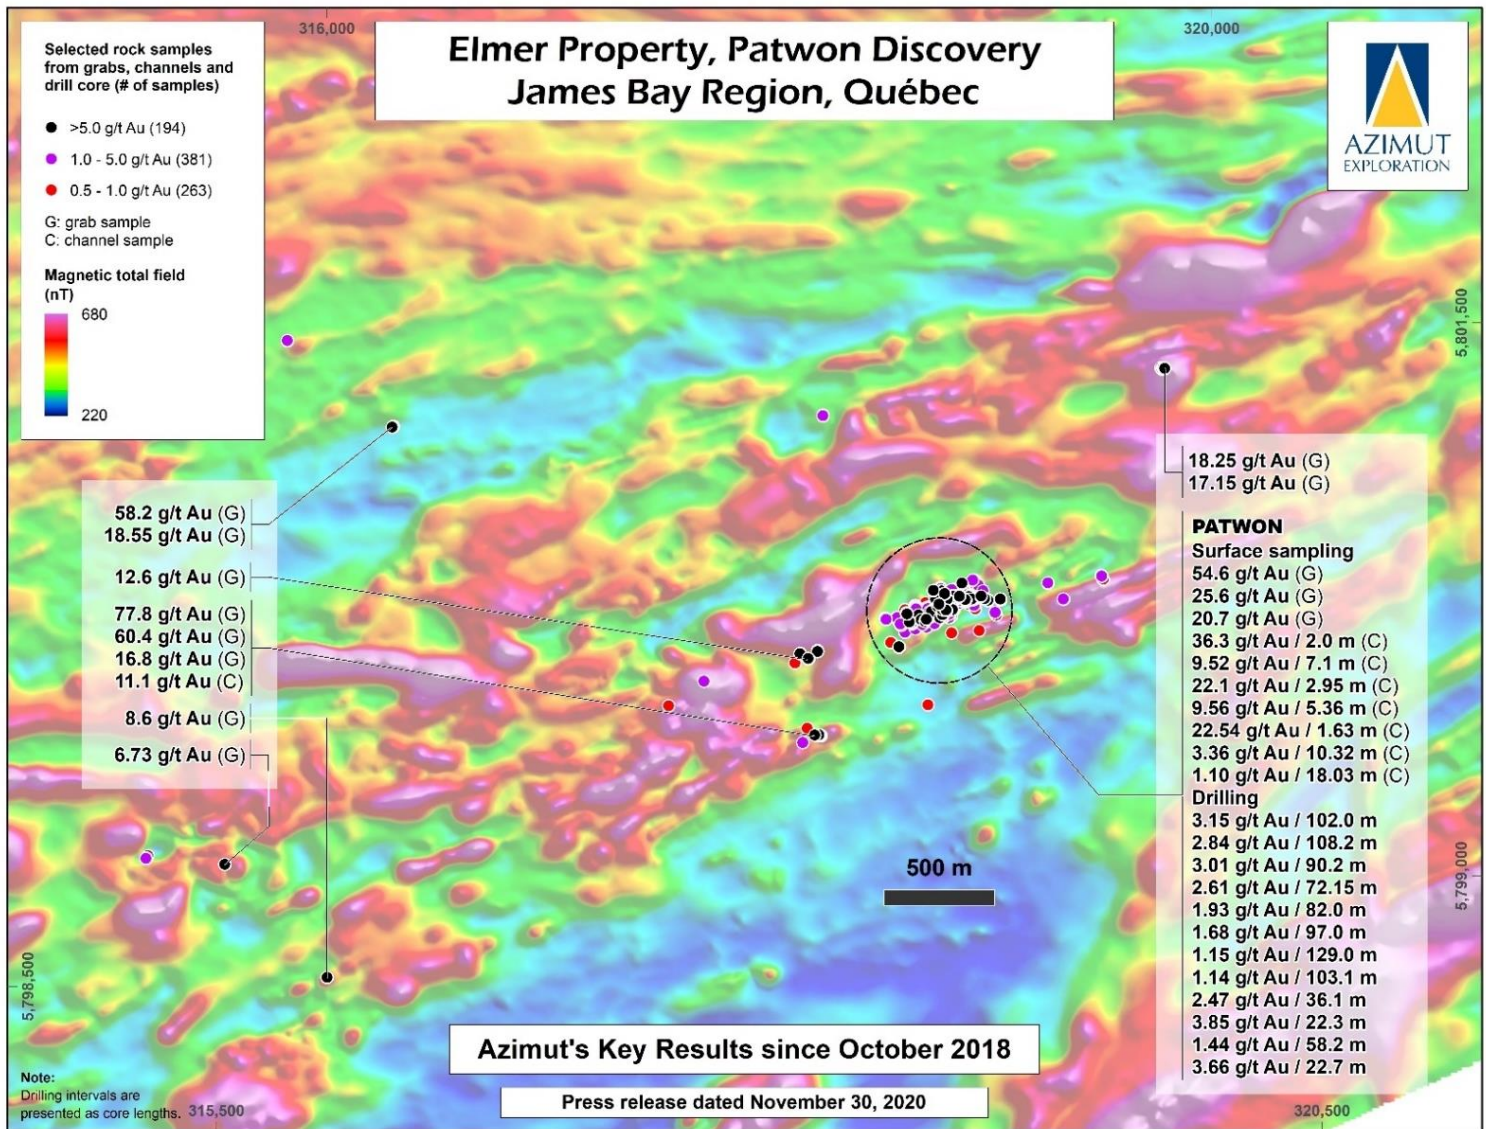 316,000
320,000
Elmer Property, Patwon Discovery
James Bay Region, Québec
AZIMUT
EXPLORATION
Selected rock samples
from grabs, channels and
drill core (# of samples)
>5.0 g/t Au (194)
1.0 - 5.0 g/t Au (381)
0.5 - 1.0 g/t Au (263)
G: grab sample
C: channel sample
Magnetic total field
(nT)
680
220
5,801,500
58.2 g/t Au (G)
18.55 g/t Au (G)
12.6 g/t Au (G)
77.8 g/t Au (G)
60.4 g/t Au (G)
16.8 g/t Au (G)
11.1 g/t Au (C)
8.6 g/t Au (G)
6.73 g/t Au (G)
18.25 g/t Au (G)
17.15 g/t Au (G)
PATWON
Surface sampling
54.6 g/t Au (G)
25.6 g/t Au (G)
20.7 g/t Au (G)
36.3 g/t Au / 2.0 m (C)
9.52 g/t Au / 7.1 m (C)
22.1 g/t Au / 2.95 m (C)
9.56 g/t Au / 5.36 m (C)
22.54 g/t Au / 1.63 m (C)
3.36 g/t Au / 10.32 m (C)
1.10 g/t Au / 18.03 m (C)
Drilling
3.15 g/t Au / 102.0 m
2.84 g/t Au / 108.2 m
3.01 g/t Au / 90.2 m
2.61 g/t Au / 72.15 m
1.93 g/t Au / 82.0 m
1.68 g/t Au / 97.0 m
1.15 g/t Au / 129.0 m
1.14 g/t Au / 103.1 m
2.47 g/t Au / 36.1 m
3.85 g/t Au / 22.3 m
1.44 g/t Au / 58.2 m
3.66 g/t Au / 22.7 m
500 m
5,799,000
5,798,500
Azimut's Key Results since October 2018
Press release dated November 30, 2020
Note:
Drilling intervals are
presented as core lengths.
315,500
320,500